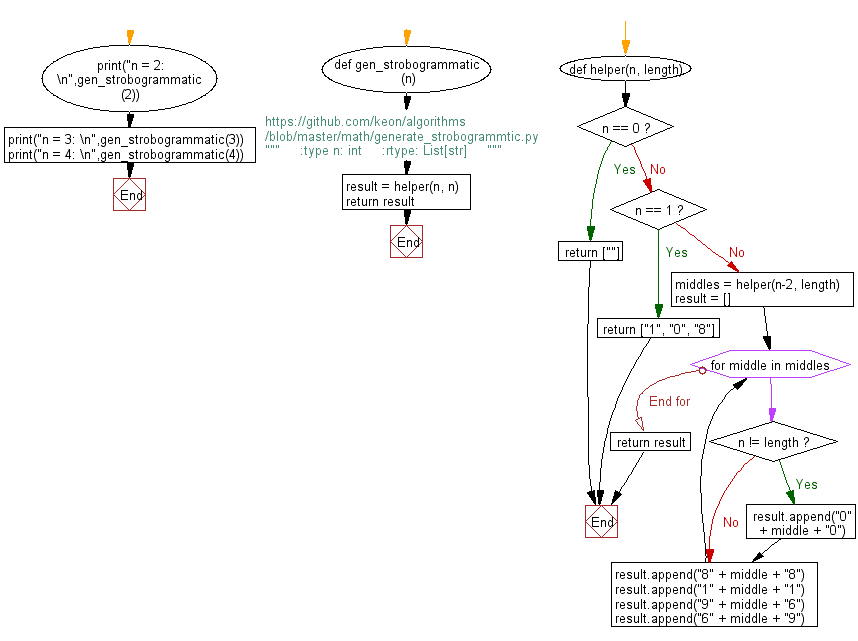 print("n = 2:
\n",gen_strobogrammatic
(2))
print("n = 3: \n",gen_strobogrammatic(3))
print("n = 4: \n",gen_strobogrammatic(4))
End
def gen_strobogrammatic
(n)
https://github.com/keon/algorithms
/blob/master/math/generate_strobogrammtic.py
""" :type n: int :rtype: List[str] """
result = helper(n, n)
return result
End
def helper(n, length)
n == 0 ?
Yes
No
n == 1 ?
return [""]
Yes
No
middles = helper(n-2, length)
result = []
return ["1", "0", "8"]
for middle in middles
End for
return result
n != length ?
Yes
No
result.append("0"
+ middle + "0")
End
result.append("8" + middle + "8")
result.append("1" + middle + "1")
result.append("9" + middle + "6")
result.append("6" + middle + "9")